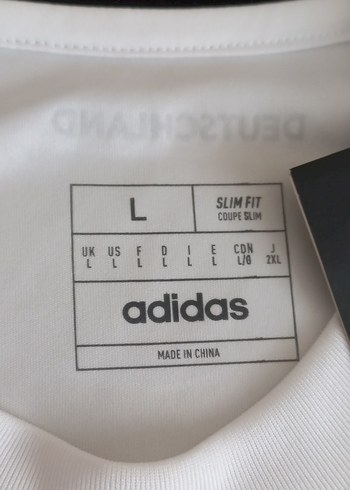 DEUTSCHLAND
L
SLIM FIT
COUPE SLIM
UK US F D I E CDN J
L L L L L L L/G 2XL
adidas
MADE IN CHINA